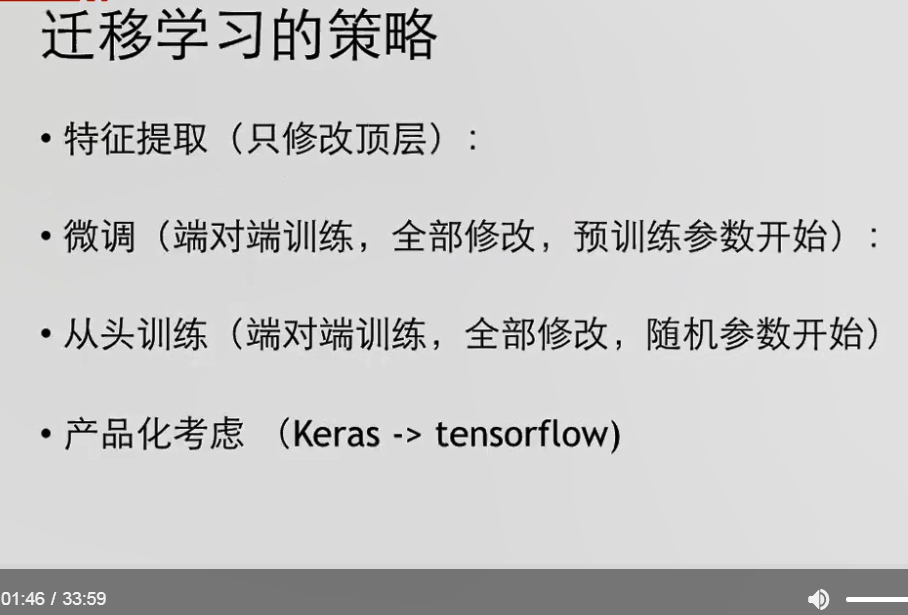 迁移学习的策略
• 特征提取（只修改顶层）:
• 微调（端对端训练，全部修改，预训练参数开始）:
• 从头训练（端对端训练，全部修改，随机参数开始）
• 产品化考虑 （Keras -> tensorflow)
01:46 / 33:59